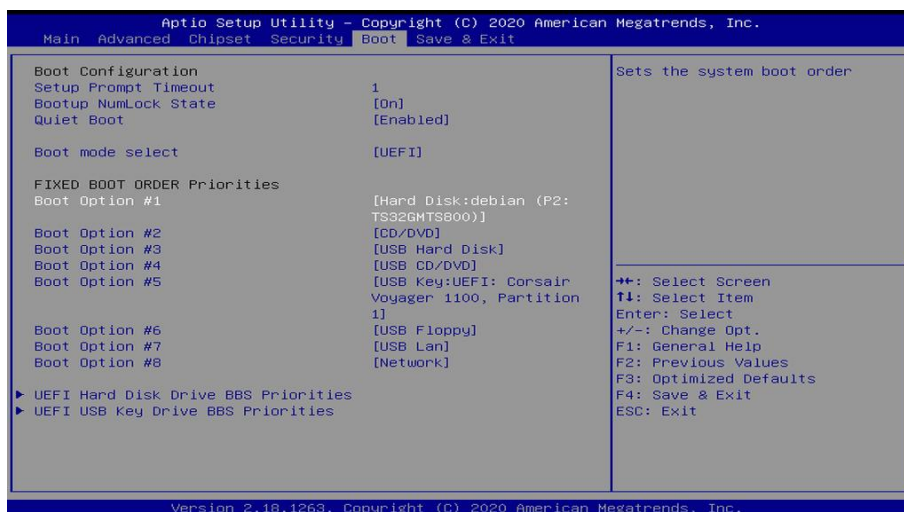 Aptio Setup Utility – Copyright (C) 2020 American Megatrends, Inc.
Main Advanced Chipset Security Boot Save & Exit
Boot Configuration
Setup Prompt Timeout 1
Bootup NumLock State [On]
Quiet Boot [Enabled]
Boot mode select [UEFI]
FIXED BOOT ORDER Priorities
Boot Option #1 [Hard Disk:debian (P2:
TS32GMTS800)]
Boot Option #2 [CD/DVD]
Boot Option #3 [USB Hard Disk]
Boot Option #4 [USB CD/DVD]
Boot Option #5 [USB Key:UEFI: Corsair
Voyager 1100, Partition
1]
Boot Option #6 [USB Floppy]
Boot Option #7 [USB Lan]
Boot Option #8 [Network]
UEFI Hard Disk Drive BBS Priorities
UEFI USB Key Drive BBS Priorities
Sets the system boot order
→←: Select Screen
↑↓: Select Item
Enter: Select
+/-: Change Opt.
F1: General Help
F2: Previous Values
F3: Optimized Defaults
F4: Save & Exit
ESC: Exit
Version 2.18.1263. Copyright (C) 2020 American Megatrends, Inc.